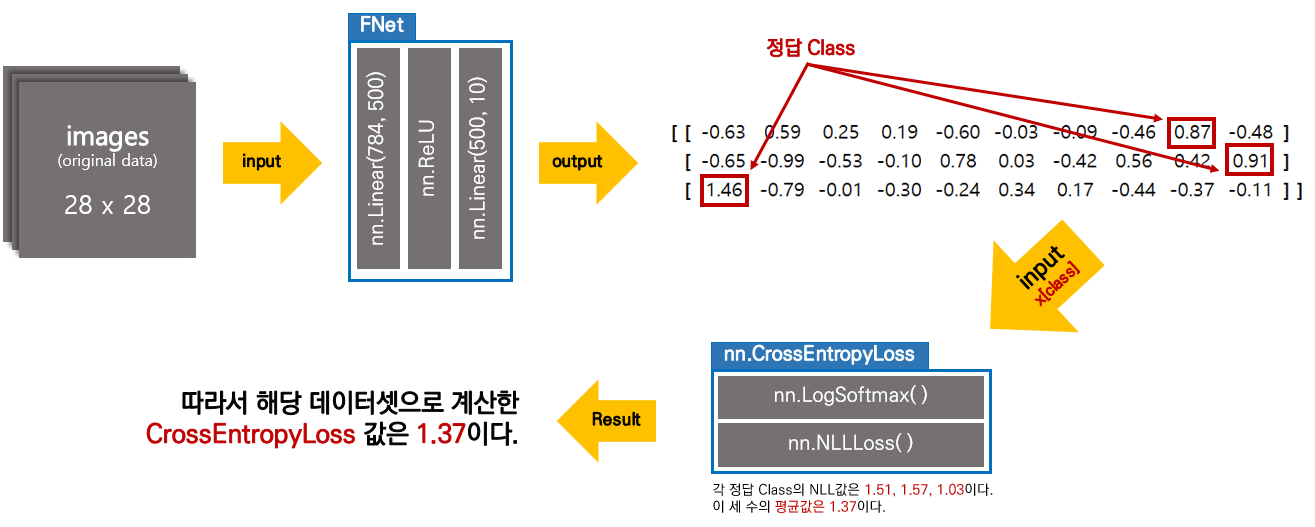 FNet
images
(original data)
28 x 28
input
nn.Linear(784, 500)
nn.ReLU
nn.Linear(500, 10)
output
정답 Class
[ [ -0.63 0.59 0.25 0.19 -0.60 -0.03 -0.09 -0.46 0.87 -0.48 ]
[ -0.65 -0.99 -0.53 -0.10 0.78 0.03 -0.42 0.56 0.42 0.91 ]
[ 1.46 -0.79 -0.01 -0.30 -0.24 0.34 0.17 -0.44 -0.37 -0.11 ] ]
input
x[class]
nn.CrossEntropyLoss
nn.LogSoftmax( )
nn.NLLLoss( )
각 정답 Class의 NLL값은 1.51, 1.57, 1.03이다.
이 세 수의 평균값은 1.37이다.
Result
따라서 해당 데이터셋으로 계산한
CrossEntropyLoss 값은 1.37이다.